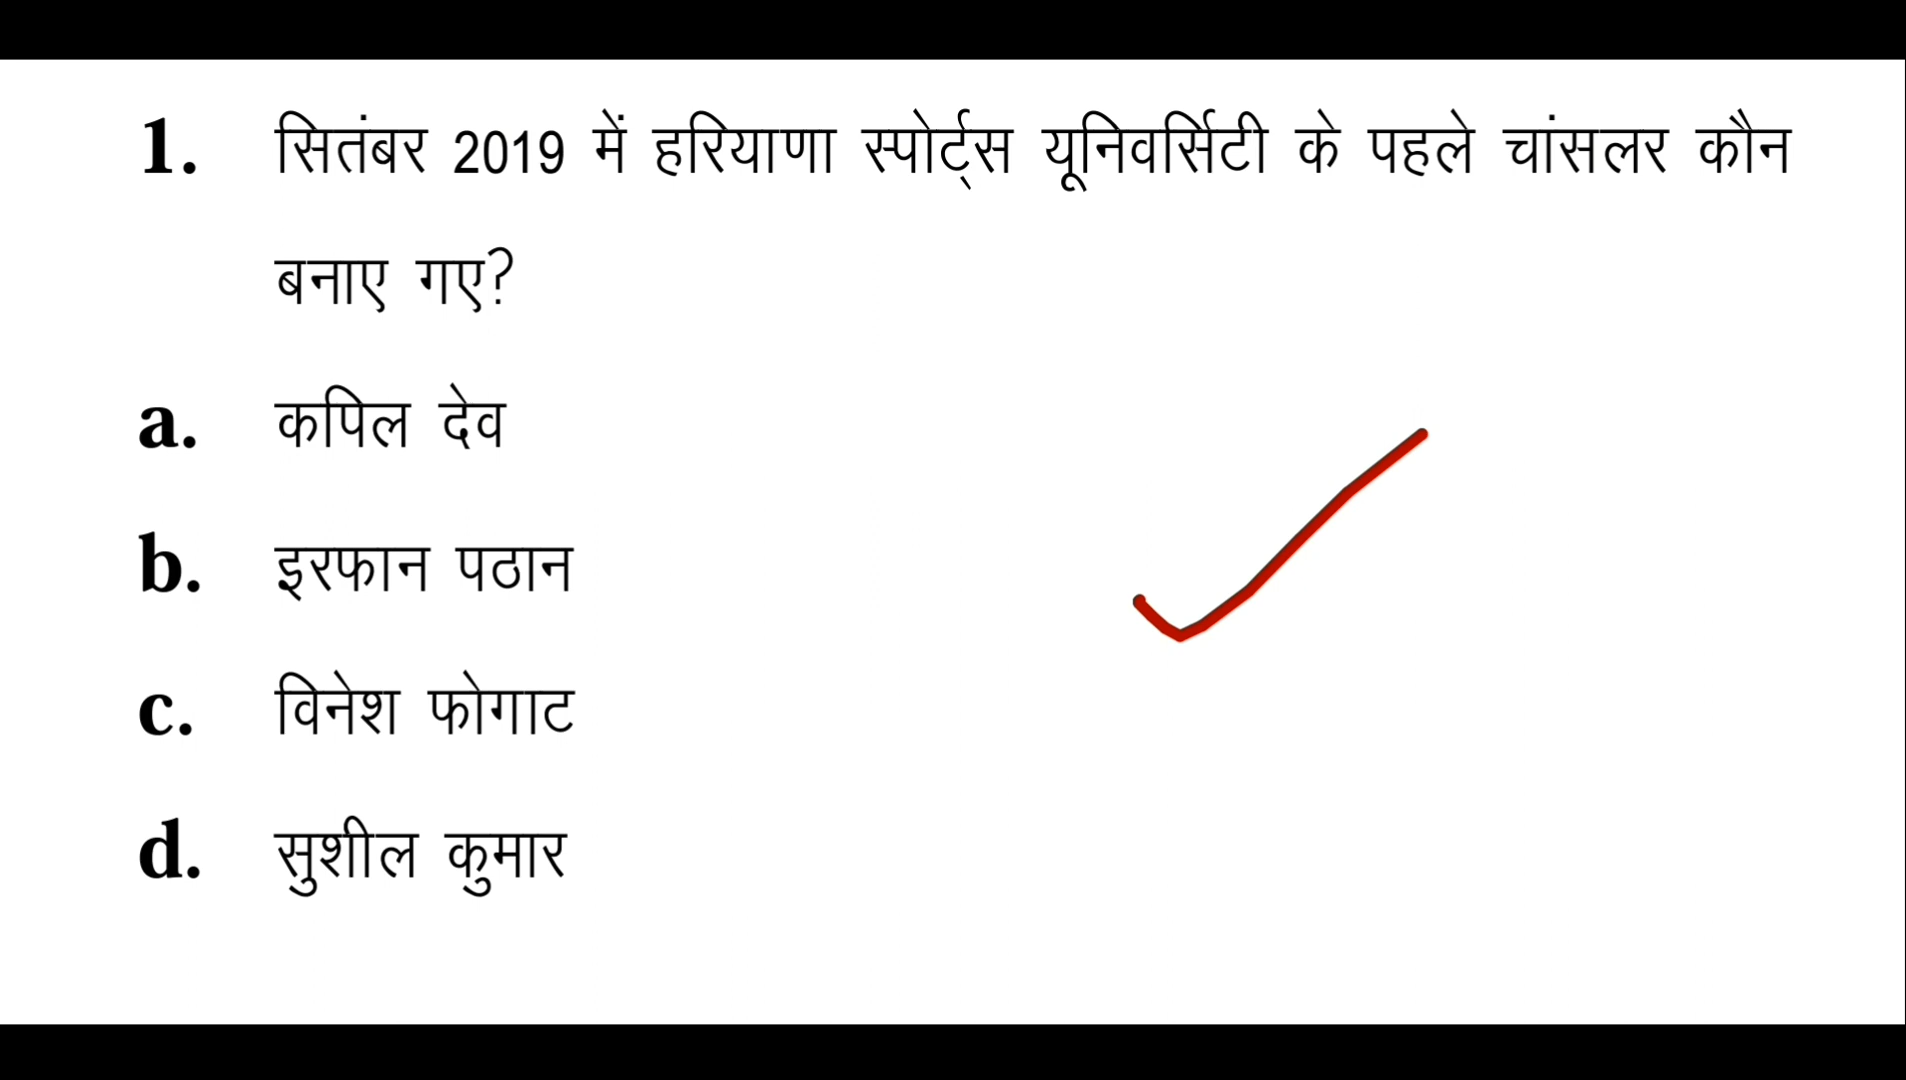 1. सितंबर 2019 में हरियाणा स्पोर्ट्स यूनिवर्सिटी के पहले चांसलर कौन
बनाए गए?
a. कपिल देव
b. इरफान पठान
c. विनेश फोगाट
d. सुशील कुमार